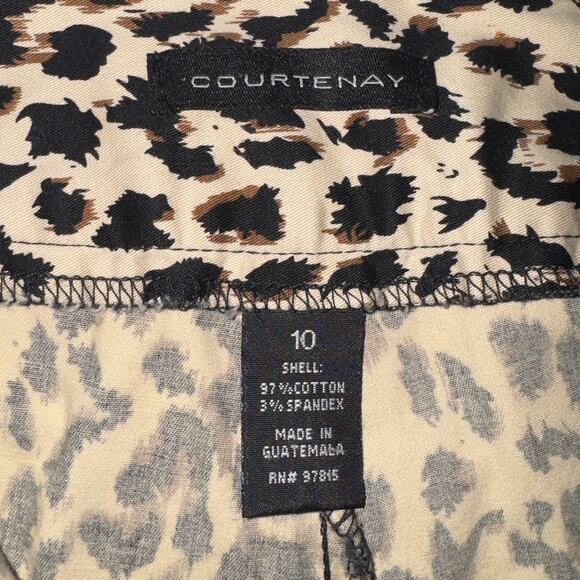 COURTENAY
10
SHELL:
97%COTTON
3% SPANDEX
MADE IN
GUATEMALA
RN# 97815